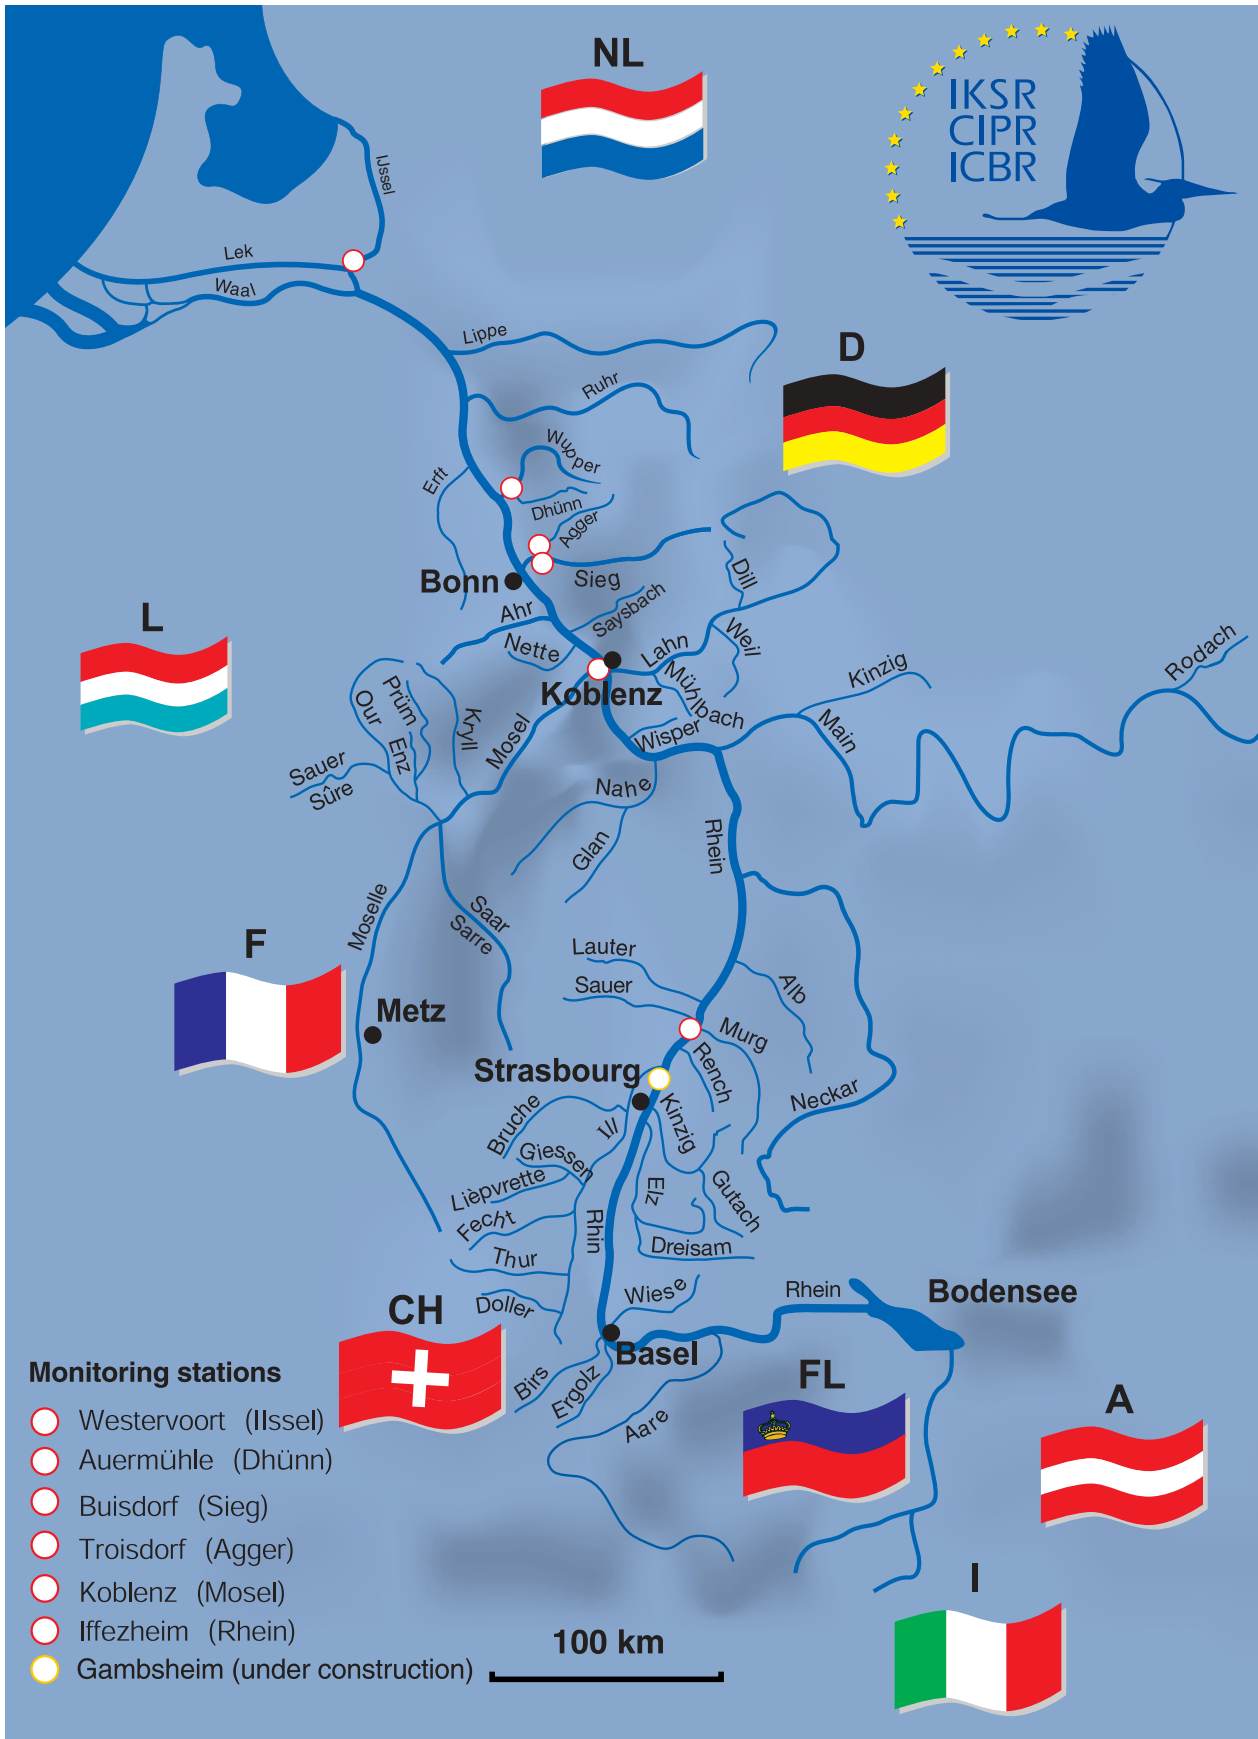 NL
IKSR
CIPR
ICBR
IJssel
Lek
Waal
Lippe
D
Ruhr
Wupper
Erft
Dhünn
Agger
Bonn
Sieg
Dill
L
Ahr
Saysbach
Nette
Lahn
Weil
Rodach
Koblenz
Mühlbach
Kinzig
Our
Prüm
Kryll
Mosel
Wisper
Main
Enz
Sauer
Sûre
Nahe
Glan
Rhein
Moselle
Saar
Sarre
F
Lauter
Sauer
Alb
Metz
Murg
Strasbourg
Rench
Neckar
Bruche
Ill
Kinzig
Giessen
Lièpvrette
Elz
Gutach
Fecht
Rhin
Dreisam
Thur
Wiese
Rhein
Bodensee
CH
Doller
Basel
Birs
Ergolz
Aare
FL
A
Monitoring stations
Westervoort (IIssel)
Auermühle (Dhünn)
Buisdorf (Sieg)
Troisdorf (Agger)
Koblenz (Mosel)
Iffezheim (Rhein)
Gambsheim (under construction)
100 km
I